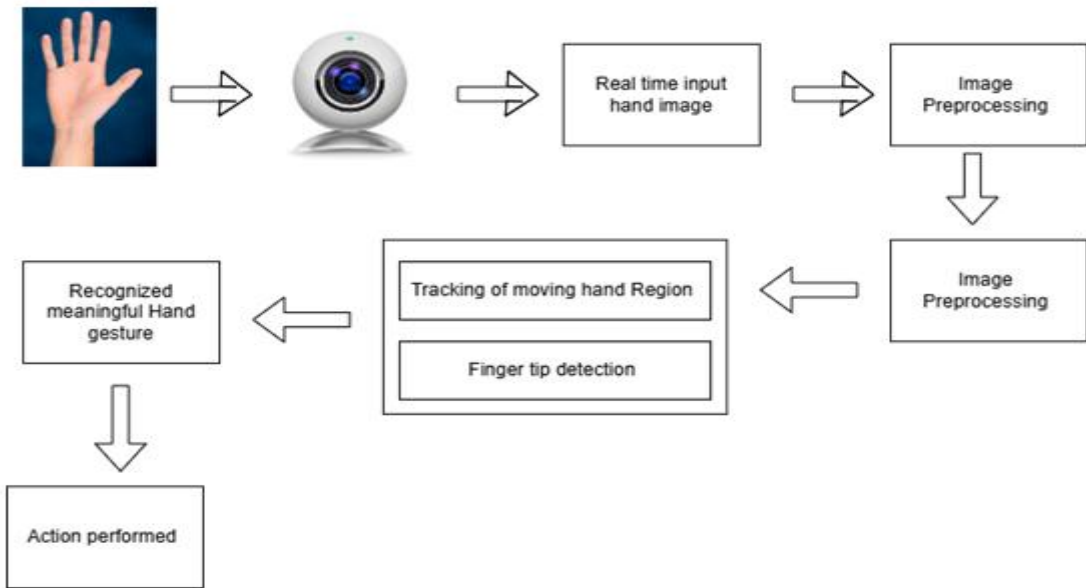 Real time input
hand image
Image
Preprocessing
Image
Preprocessing
Tracking of moving hand Region
Finger tip detection
Recognized
meaningful Hand
gesture
Action performed